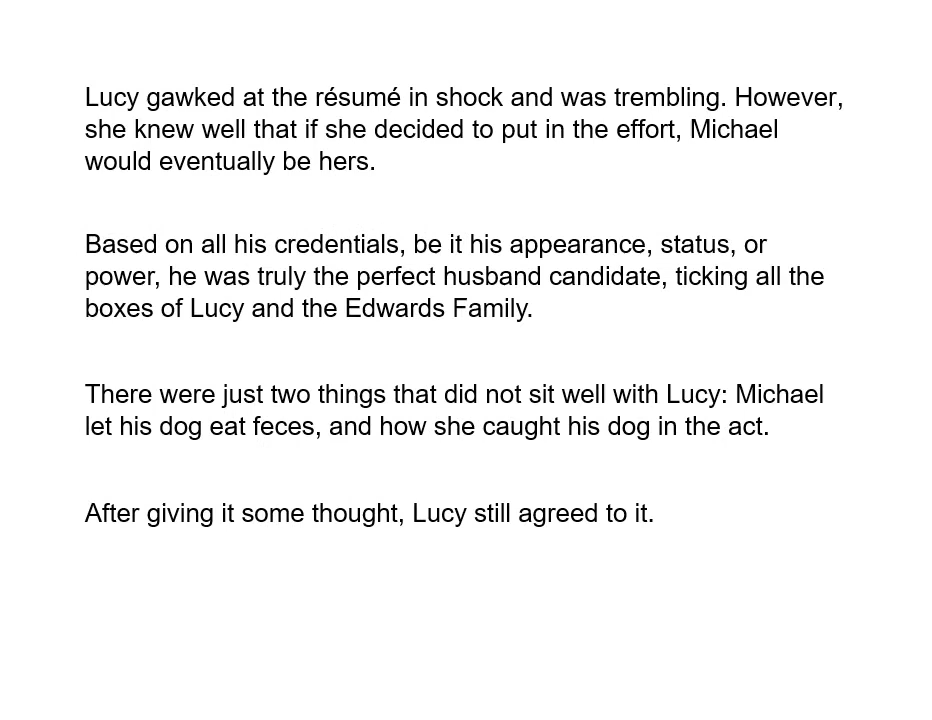 Lucy gawked at the résumé in shock and was trembling. However,
she knew well that if she decided to put in the effort, Michael
would eventually be hers.
Based on all his credentials, be it his appearance, status, or
power, he was truly the perfect husband candidate, ticking all the
boxes of Lucy and the Edwards Family.
There were just two things that did not sit well with Lucy: Michael
let his dog eat feces, and how she caught his dog in the act.
After giving it some thought, Lucy still agreed to it.